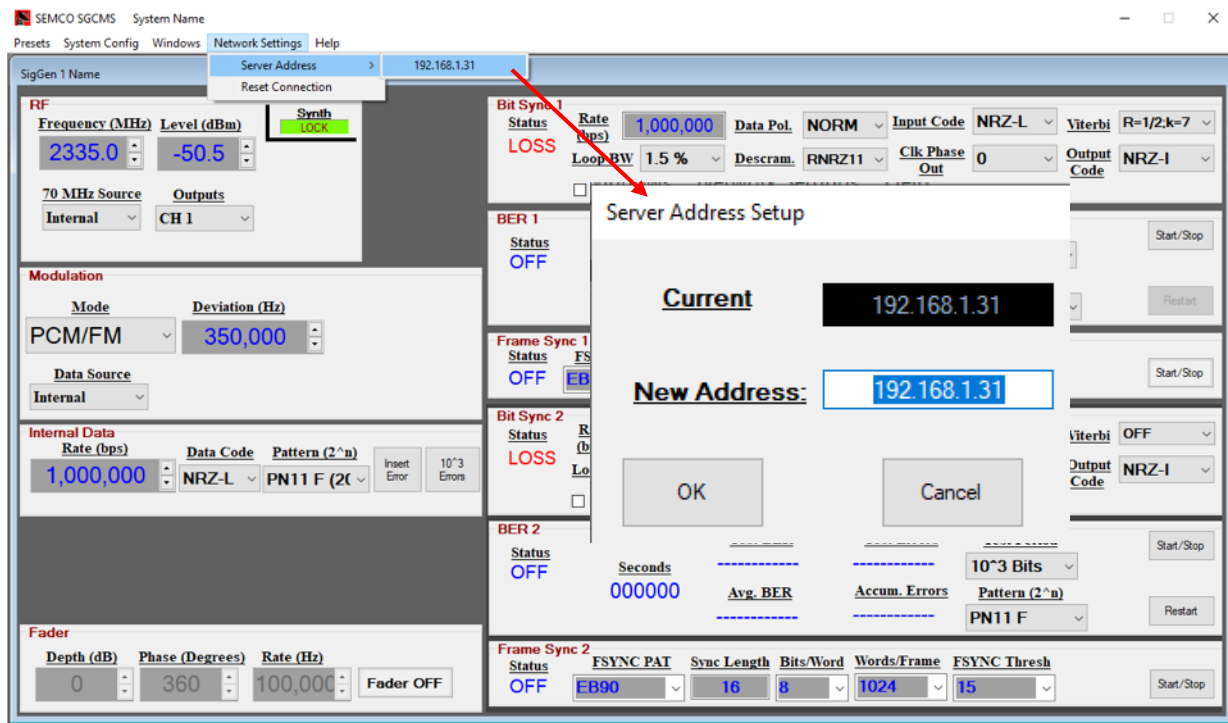 SEMCO SGCMS System Name
Presets System Config Windows Network Settings Help
Server Address > 192.168.1.31
Reset Connection
SigGen 1 Name
RF
Frequency (MHz) Level (dBm)
Synth
LOCK
2335.0 -50.5
70 MHz Source Outputs
Internal CH 1
Modulation
Mode Deviation (Hz)
PCM/FM 350,000
Data Source
Internal
Internal Data
Rate (bps) Data Code Pattern (2^n)
1,000,000 NRZ-L PN11 F (2(
Insert Error
10^3 Errors
Fader
Depth (dB) Phase (Degrees) Rate (Hz)
0 360 100,000 Fader OFF
Bit Sync 1
Status Rate (bps) 1,000,000 Data Pol. NORM Input Code NRZ-L Viterbi R=1/2;k=7
LOSS
Loop BW 1.5 % Descram. RNRZ11 Clk Phase Out 0 Output Code NRZ-I
BER 1
Status
OFF
Start/Stop
Restart
Server Address Setup
Current 192.168.1.31
New Address: 192.168.1.31
OK Cancel
Frame Sync 1
Status FS
OFF EB
Start/Stop
Bit Sync 2
Status R
(b
LOSS Lo
Viterbi OFF
Output Code NRZ-I
BER 2
Status
OFF
Seconds
000000
------------ ------------
Avg. BER Accum. Errors
------------ ------------
10^3 Bits
Pattern (2^n)
PN11 F
Start/Stop
Restart
Frame Sync 2
Status FSYNC PAT Sync Length Bits/Word Words/Frame FSYNC Thresh
OFF EB90 16 8 1024 15
Start/Stop